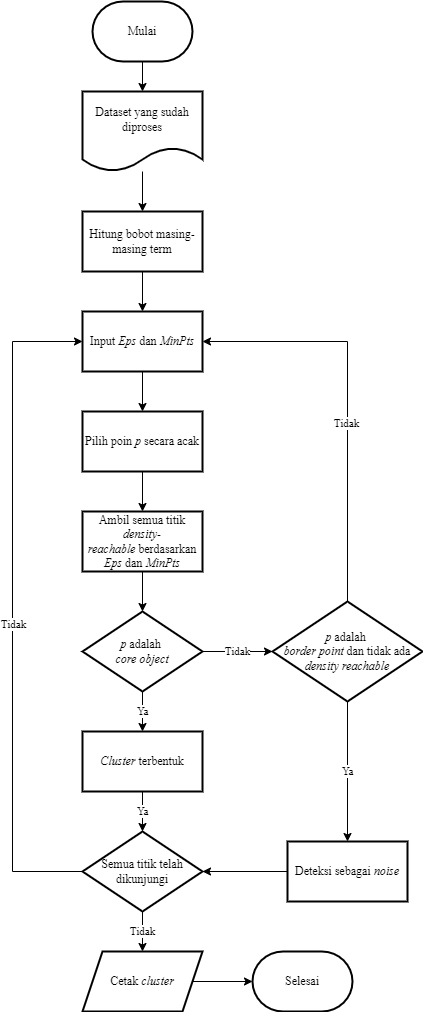 Mulai
Dataset yang sudah
diproses
Hitung bobot masing-
masing term
Input Eps dan MinPts
Tidak
Pilih poin p secara acak
Ambil semua titik
density-
reachable berdasarkan
Eps dan MinPts
Tidak
p adalah
core object
Tidak
p adalah
border point dan tidak ada
density reachable
Ya
Cluster terbentuk
Ya
Ya
Semua titik telah
dikunjungi
Deteksi sebagai noise
Tidak
Cetak cluster
Selesai